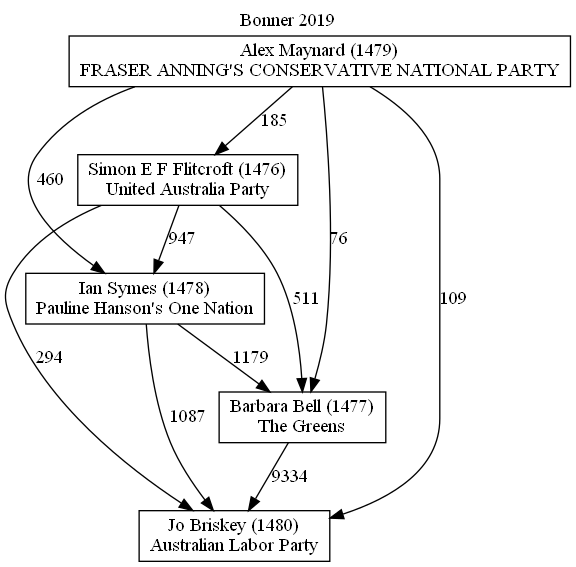 Bonner 2019
Alex Maynard (1479)
FRASER ANNING'S CONSERVATIVE NATIONAL PARTY
185
Simon E F Flitcroft (1476)
United Australia Party
460
947
76
Ian Symes (1478)
Pauline Hanson's One Nation
511
109
294
1179
Barbara Bell (1477)
The Greens
1087
9334
Jo Briskey (1480)
Australian Labor Party